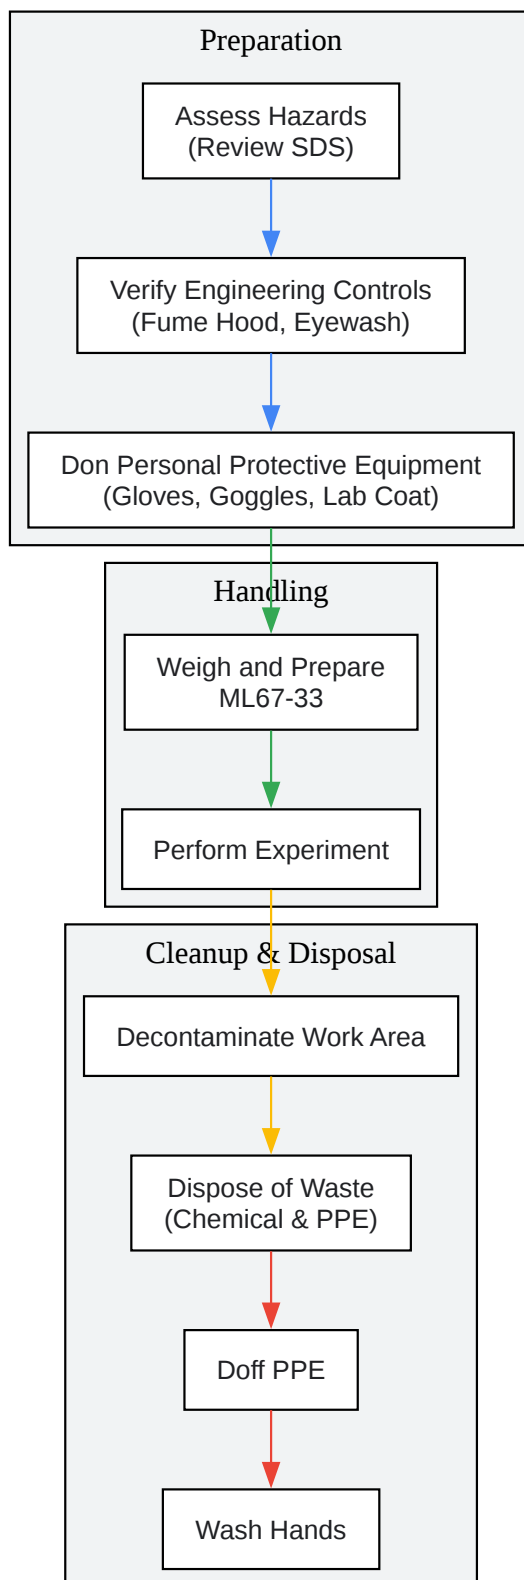 Preparation
Assess Hazards
(Review SDS)
Verify Engineering Controls
(Fume Hood, Eyewash)
Don Personal Protective Equipment
(Gloves, Goggles, Lab Coat)
Handling
Weigh and Prepare
ML67-33
Perform Experiment
Cleanup & Disposal
Decontaminate Work Area
Dispose of Waste
(Chemical & PPE)
Doff PPE
Wash Hands